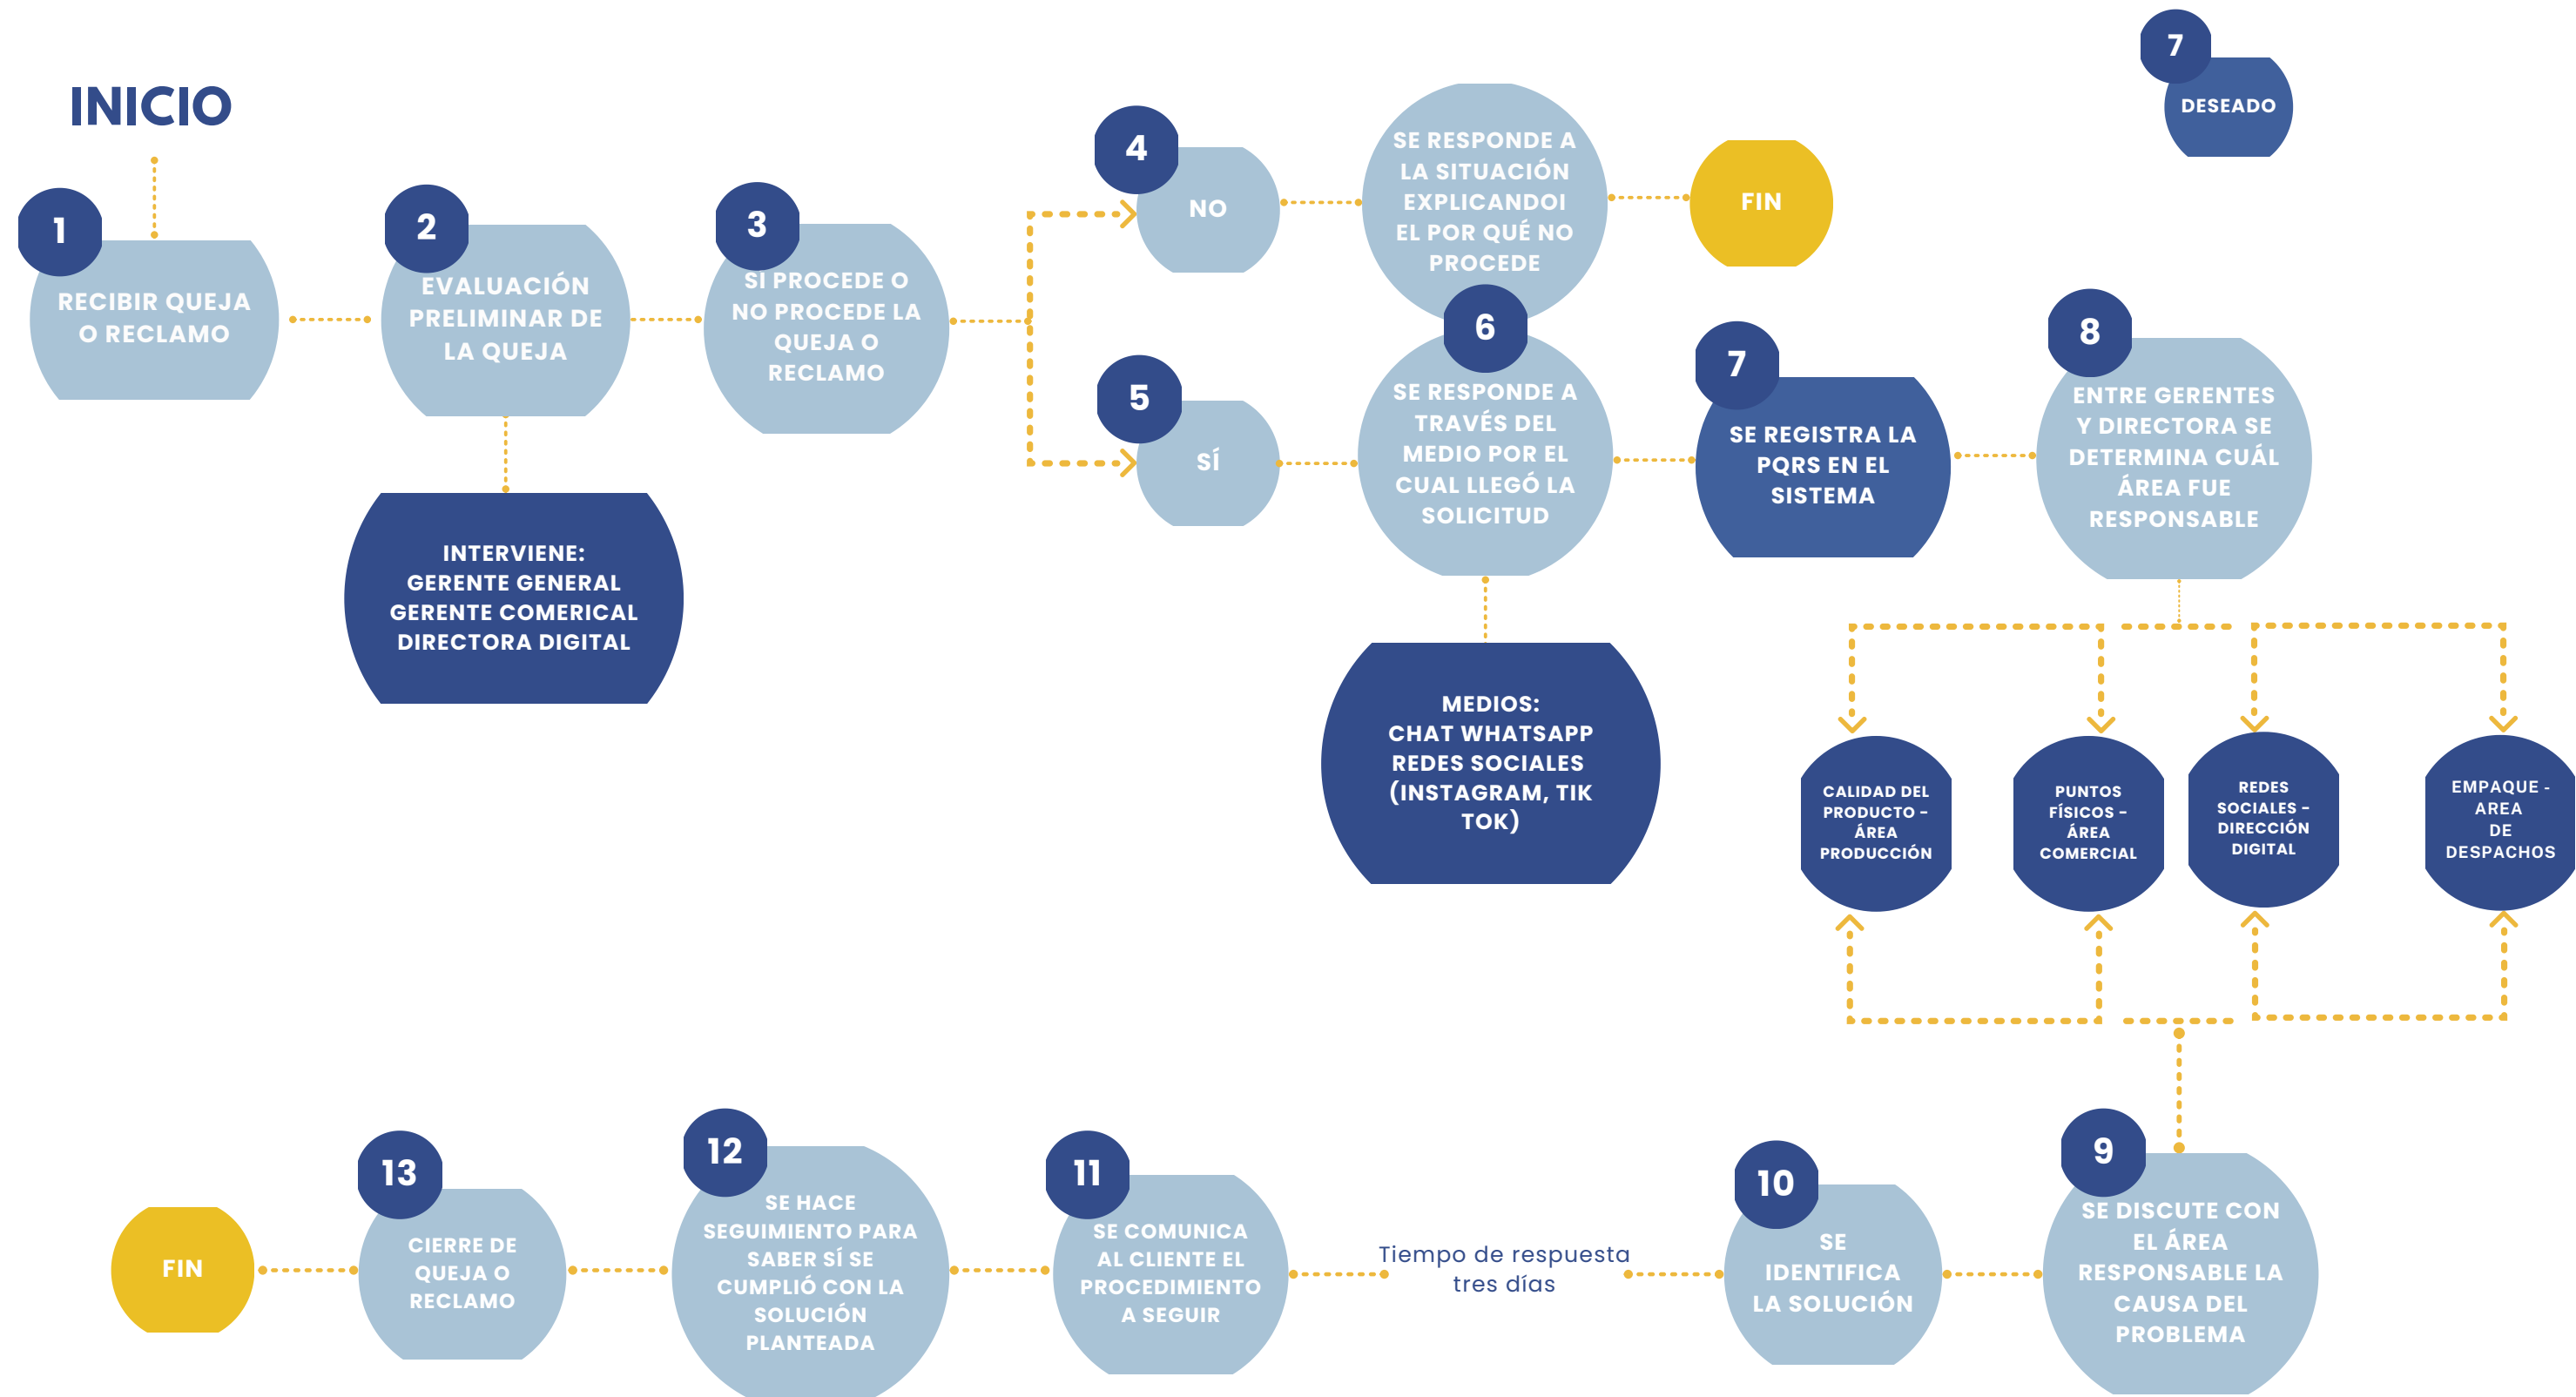 INICIO
1
RECIBIR QUEJA
O RECLAMO
2
EVALUACIÓN
PRELIMINAR DE
LA QUEJA
INTERVIENE:
GERENTE GENERAL
GERENTE COMERICAL
DIRECTORA DIGITAL
3
SI PROCEDE O
NO PROCEDE LA
QUEJA O
RECLAMO
4
NO
SE RESPONDE A
LA SITUACIÓN
EXPLICANDOI
EL POR QUÉ NO
PROCEDE
FIN
7
DESEADO
5
SÍ
6
SE RESPONDE A
TRAVÉS DEL
MEDIO POR EL
CUAL LLEGÓ LA
SOLICITUD
MEDIOS:
CHAT WHATSAPP
REDES SOCIALES
(INSTAGRAM, TIK
TOK)
7
SE REGISTRA LA
PQRS EN EL
SISTEMA
8
ENTRE GERENTES
Y DIRECTORA SE
DETERMINA CUÁL
ÁREA FUE
RESPONSABLE
CALIDAD DEL
PRODUCTO -
ÁREA
PRODUCCIÓN
PUNTOS
FÍSICOS -
ÁREA
COMERCIAL
REDES
SOCIALES -
DIRECCIÓN
DIGITAL
EMPAQUE -
AREA
DE
DESPACHOS
9
SE DISCUTE CON
EL ÁREA
RESPONSABLE LA
CAUSA DEL
PROBLEMA
10
SE
IDENTIFICA
LA SOLUCIÓN
Tiempo de respuesta
tres días
11
SE COMUNICA
AL CLIENTE EL
PROCEDIMIENTO
A SEGUIR
12
SE HACE
SEGUIMIENTO PARA
SABER SÍ SE
CUMPLIÓ CON LA
SOLUCIÓN
PLANTEADA
13
CIERRE DE
QUEJA O
RECLAMO
FIN